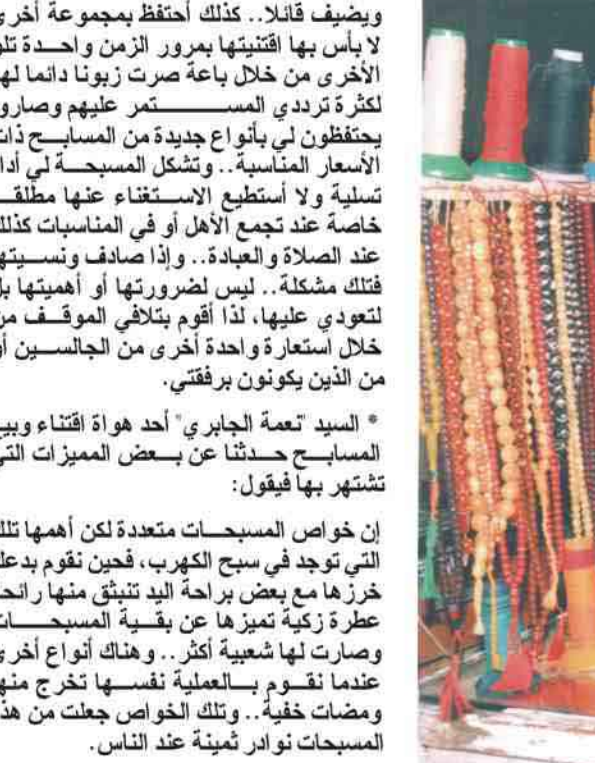 ويضيف قائلا.. كذلك أحتفظ بمجموعة أخرى
لا بأس بها اقتنيتها بمرور الزمن واحدة تلو
الأخرى من خلال باعة صرت زبونا دائما لهم
لكثرة ترددي المستمر عليهم وصاروا
يحتفظون لي بأنواع جديدة من المسابح ذات
الأسعار المناسبة.. وتشكل المسبحة لي أداة
تسلية ولا أستطيع الاستغناء عنها مطلقا
خاصة عند تجمع الأهل أو في المناسبات كذلك
عند الصلاة والعبادة.. وإذا صادف ونسيتها
فتلك مشكلة.. ليس لضرورتها أو أهميتها بل
لتعودي عليها، لذا أقوم بتلافي الموقف من
خلال استعارة واحدة أخرى من الجالسين أو
من الذين يكونون برفقتي.
* السيد "نعمة الجابري" أحد هواة اقتناء وبيع
المسابح حدثنا عن بعض المميزات التي
تشتهر بها فيقول:
إن خواص المسبحات متعددة لكن أهمها تلك
التي توجد في سبح الكهرب، فحين نقوم بدعك
خرزها مع بعض براحة اليد تنبثق منها رائحة
عطرة زكية تميزها عن بقية المسبحات
وصارت لها شعبية أكثر.. وهناك أنواع أخرى
عندما نقوم بالعملية نفسها تخرج منها
ومضات خفية.. وتلك الخواص جعلت من هذه
المسبحات نوادر ثمينة عند الناس.